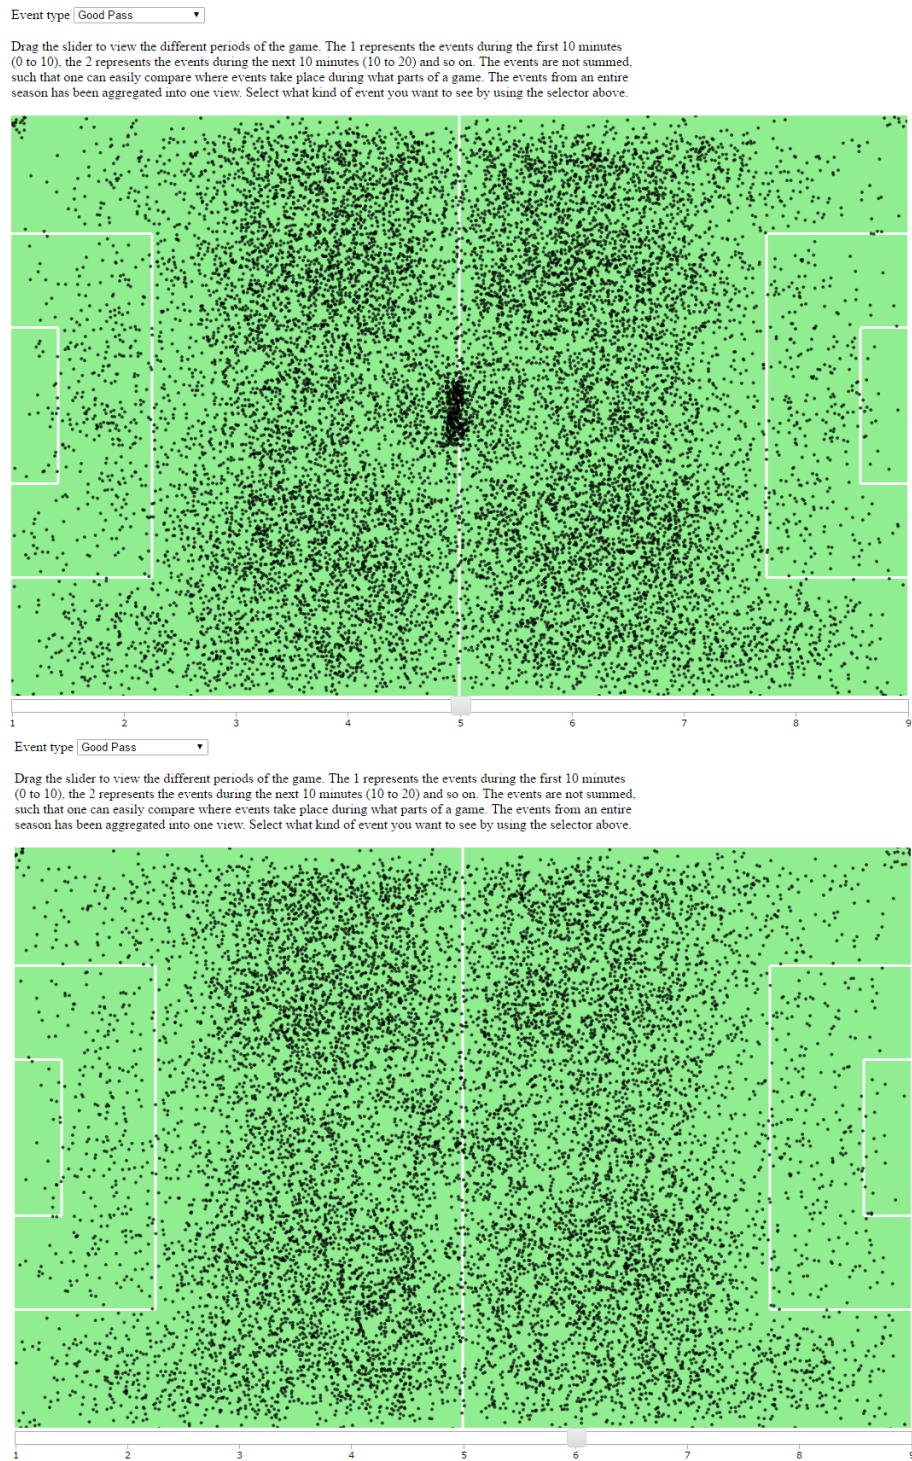 Event type Good Pass
Drag the slider to view the different periods of the game. The 1 represents the events during the first 10 minutes
(0 to 10), the 2 represents the events during the next 10 minutes (10 to 20) and so on. The events are not summed,
such that one can easily compare where events take place during what parts of a game. The events from an entire
season has been aggregated into one view. Select what kind of event you want to see by using the selector above.
1 2 3 4 5 6 7 8 9
Event type Good Pass
Drag the slider to view the different periods of the game. The 1 represents the events during the first 10 minutes
(0 to 10), the 2 represents the events during the next 10 minutes (10 to 20) and so on. The events are not summed,
such that one can easily compare where events take place during what parts of a game. The events from an entire
season has been aggregated into one view. Select what kind of event you want to see by using the selector above.
1 2 3 4 5 6 7 8 9